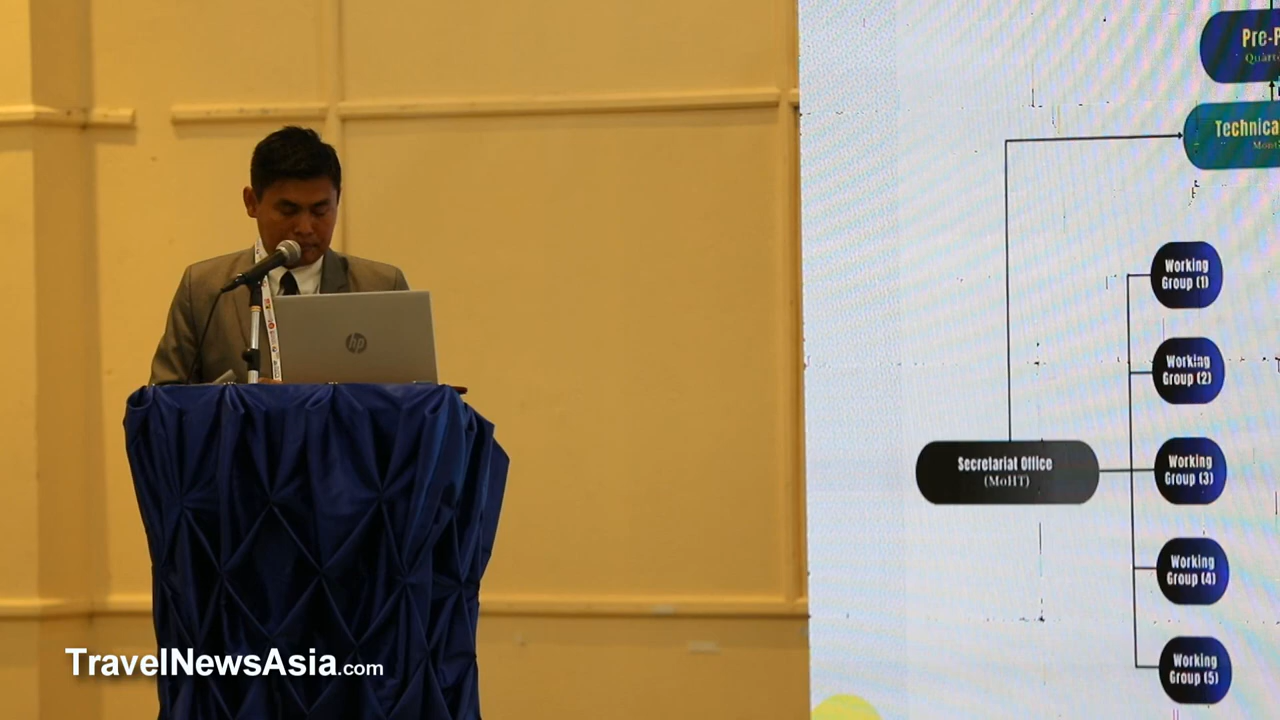 Pre-P
Technica
Working
Group (1)
Working
Group (2)
Working
Group (3)
Secretariat Office
(MoHT)
Working
Group (4)
Working
Group (5)
hp
TravelNewsAsia.com